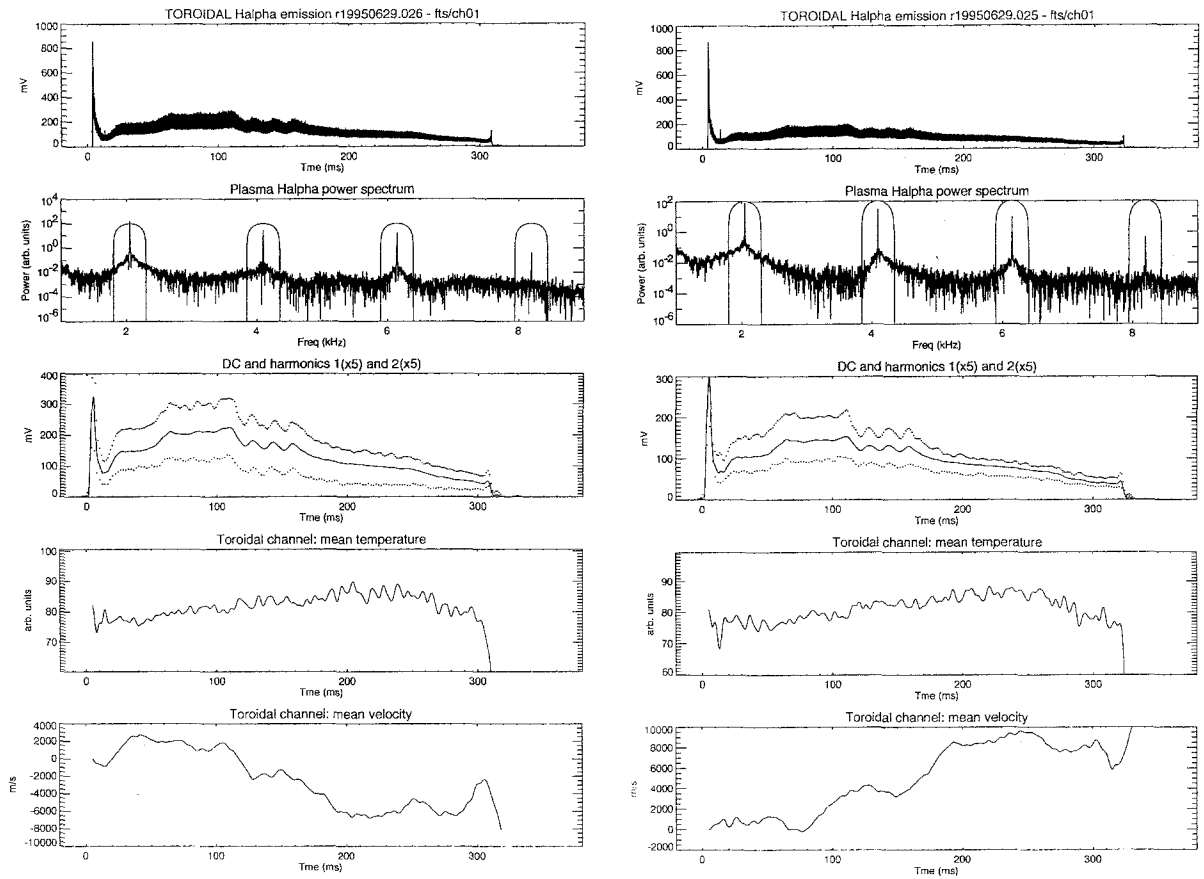 TOROIDAL Halpha emission r19950629.026 - fts/ch01
1000
800
600
400
200
0
mV
0 100 200 300
Tme (ms)
Plasma Halpha power spectrum
10^4
10^2
10^0
10^-2
10^-4
10^-6
Power (arb. units)
2 4 6 8
Freq (kHz)
DC and harmonics 1(x5) and 2(x5)
400
300
200
100
0
mV
0 100 200 300
Tme (ms)
Toroidal channel: mean temperature
100
90
80
70
arb. units
0 100 200 300
Tme (ms)
Toroidal channel: mean velocity
4000
2000
0
-2000
-4000
-6000
-8000
-10000
m/s
0 100 200 300
Tme (ms)
TOROIDAL Halpha emission r19950629.025 - fts/ch01
1000
800
600
400
200
0
mV
0 100 200 300
Tme (ms)
Plasma Halpha power spectrum
10^2
10^0
10^-2
10^-4
10^-6
Power (arb. units)
2 4 6 8
Freq (kHz)
DC and harmonics 1(x5) and 2(x5)
300
200
100
0
mV
0 100 200 300
Tme (ms)
Toroidal channel: mean temperature
90
80
70
60
arb. units
0 100 200 300
Tme (ms)
Toroidal channel: mean velocity
10000
8000
6000
4000
2000
0
-2000
0 100 200 300
Tme (ms)